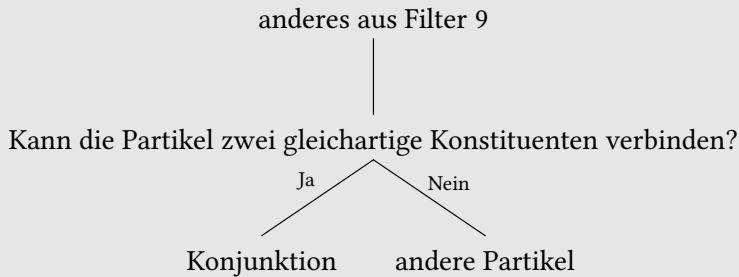 anderes aus Filter 9
Kann die Partikel zwei gleichartige Konstituenten verbinden?
Ja Nein
Konjunktion andere Partikel